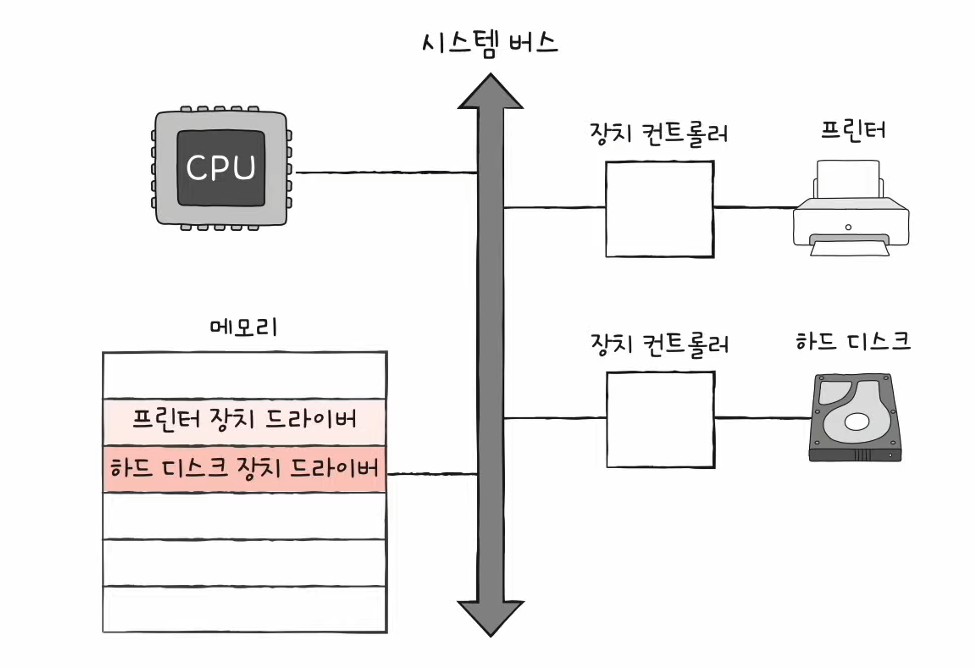 시스템 버스
CPU
장치 컨트롤러
프린터
메모리
프린터 장치 드라이버
하드 디스크 장치 드라이버
장치 컨트롤러
하드 디스크